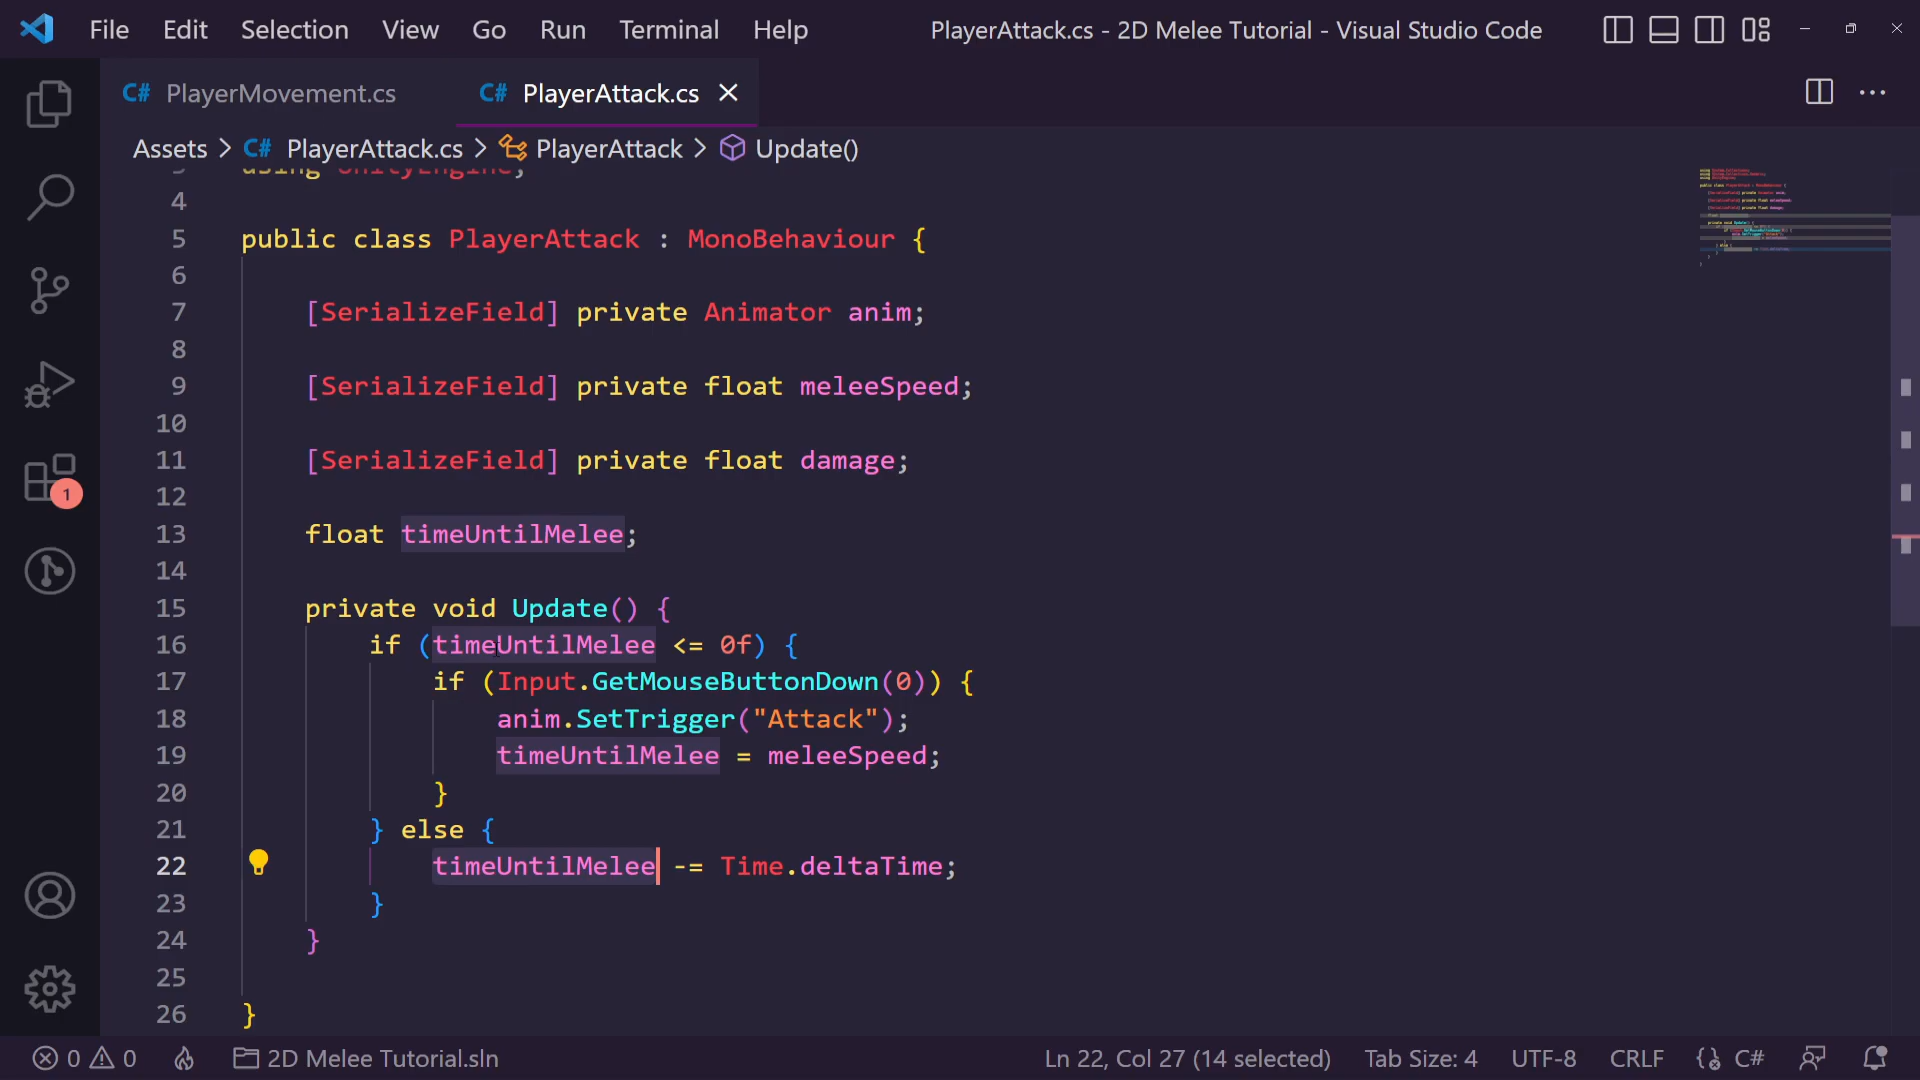 File Edit Selection View Go Run Terminal Help PlayerAttack.cs - 2D Melee Tutorial - Visual Studio Code
C# PlayerMovement.cs C# PlayerAttack.cs
Assets > C# PlayerAttack.cs > PlayerAttack > Update()
3 using UnityEngine;
4
5 public class PlayerAttack : MonoBehaviour {
6
7 [SerializeField] private Animator anim;
8
9 [SerializeField] private float meleeSpeed;
10
11 [SerializeField] private float damage;
12
13 float timeUntilMelee;
14
15 private void Update() {
16 if (timeUntilMelee <= 0f) {
17 if (Input.GetMouseButtonDown(0)) {
18 anim.SetTrigger("Attack");
19 timeUntilMelee = meleeSpeed;
20 }
21 } else {
22 timeUntilMelee -= Time.deltaTime;
23 }
24 }
25
26 }
1
0 0 2D Melee Tutorial.sln Ln 22, Col 27 (14 selected) Tab Size: 4 UTF-8 CRLF C#